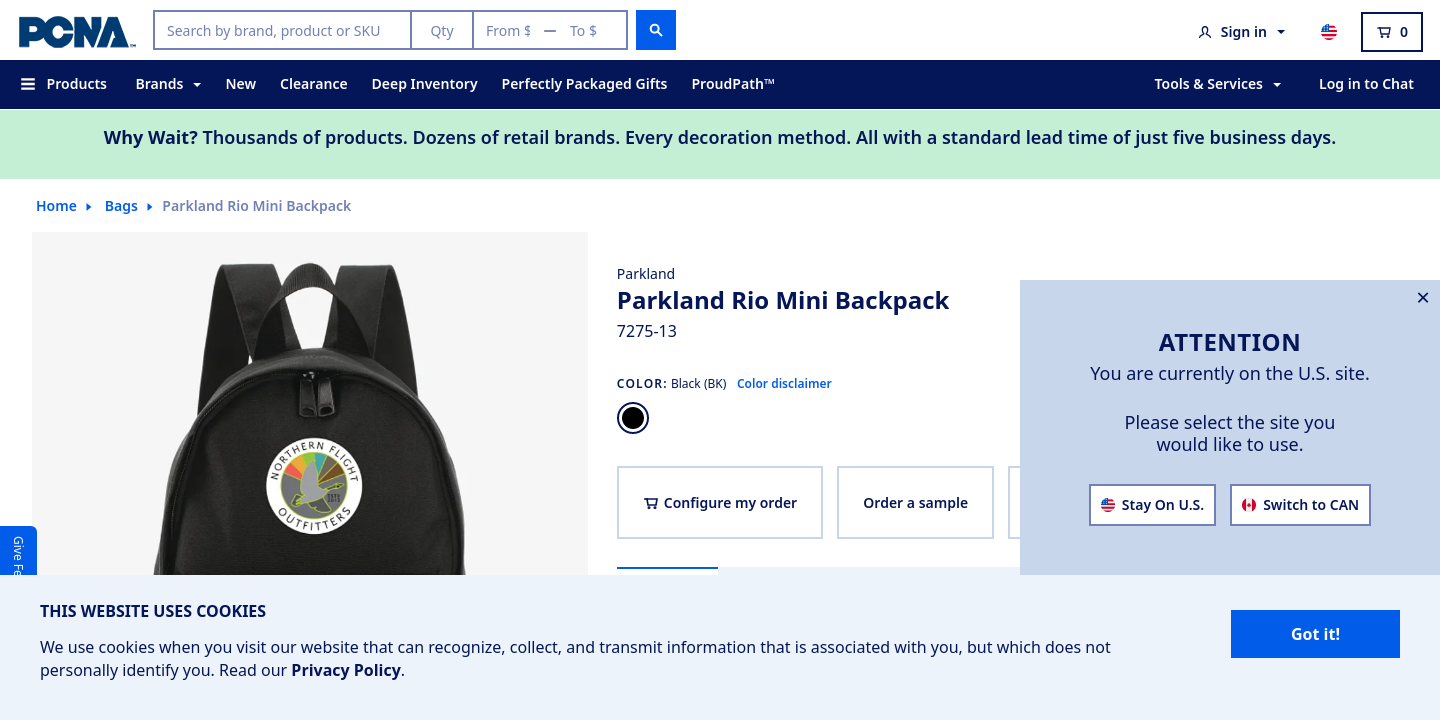 PCNA™
Search by brand, product or SKU
Qty
From $ — To $
Sign in
0
Products
Brands
New
Clearance
Deep Inventory
Perfectly Packaged Gifts
ProudPath™
Tools & Services
Log in to Chat
Why Wait? Thousands of products. Dozens of retail brands. Every decoration method. All with a standard lead time of just five business days.
Home
Bags
Parkland Rio Mini Backpack
NORTHERN FLIGHT
OUTFITTERS
Parkland
Parkland Rio Mini Backpack
7275-13
COLOR: Black (BK) Color disclaimer
Configure my order
Order a sample
ATTENTION
You are currently on the U.S. site.
Please select the site you
would like to use.
Stay On U.S.
Switch to CAN
Give Fe
THIS WEBSITE USES COOKIES
We use cookies when you visit our website that can recognize, collect, and transmit information that is associated with you, but which does not
personally identify you. Read our Privacy Policy.
Got it!